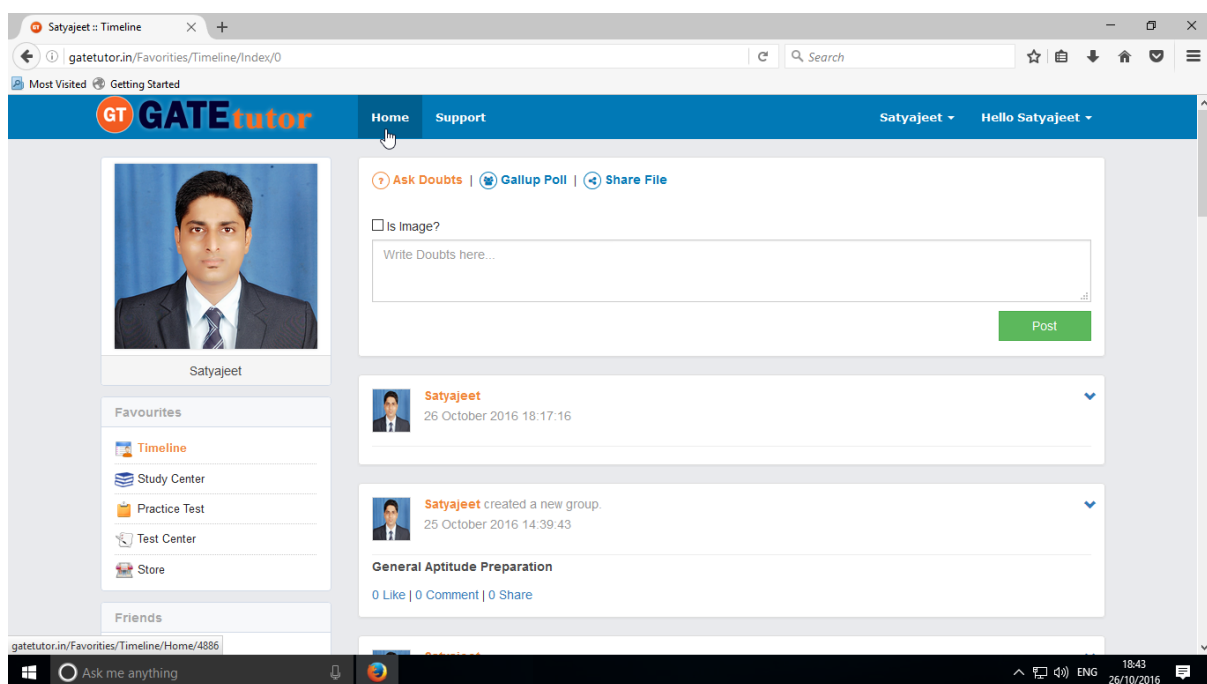 Satyajeet :: Timeline
gatetutor.in/Favorities/Timeline/Index/0
Search
Most Visited Getting Started
GT GATEtutor
Home Support Satyajeet Hello Satyajeet
Ask Doubts | Gallup Poll | Share File
Is Image?
Write Doubts here...
Post
Satyajeet
Favourites
Timeline
Study Center
Practice Test
Test Center
Store
Friends
Satyajeet
26 October 2016 18:17:16
Satyajeet created a new group.
25 October 2016 14:39:43
General Aptitude Preparation
0 Like | 0 Comment | 0 Share
gatetutor.in/Favorities/Timeline/Home/4886
Ask me anything
ENG
18:43
26/10/2016